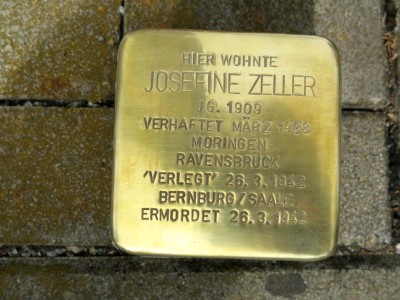 HIER WOHNTE
JOSEFINE ZELLER
JG. 1909
VERHAFTET MÄRZ
MORINGEN
RAVENSBRÜCK
'VERLEGT' 26.3.1942
BERNBURG/SAALE
ERMORDET 26.3.1942